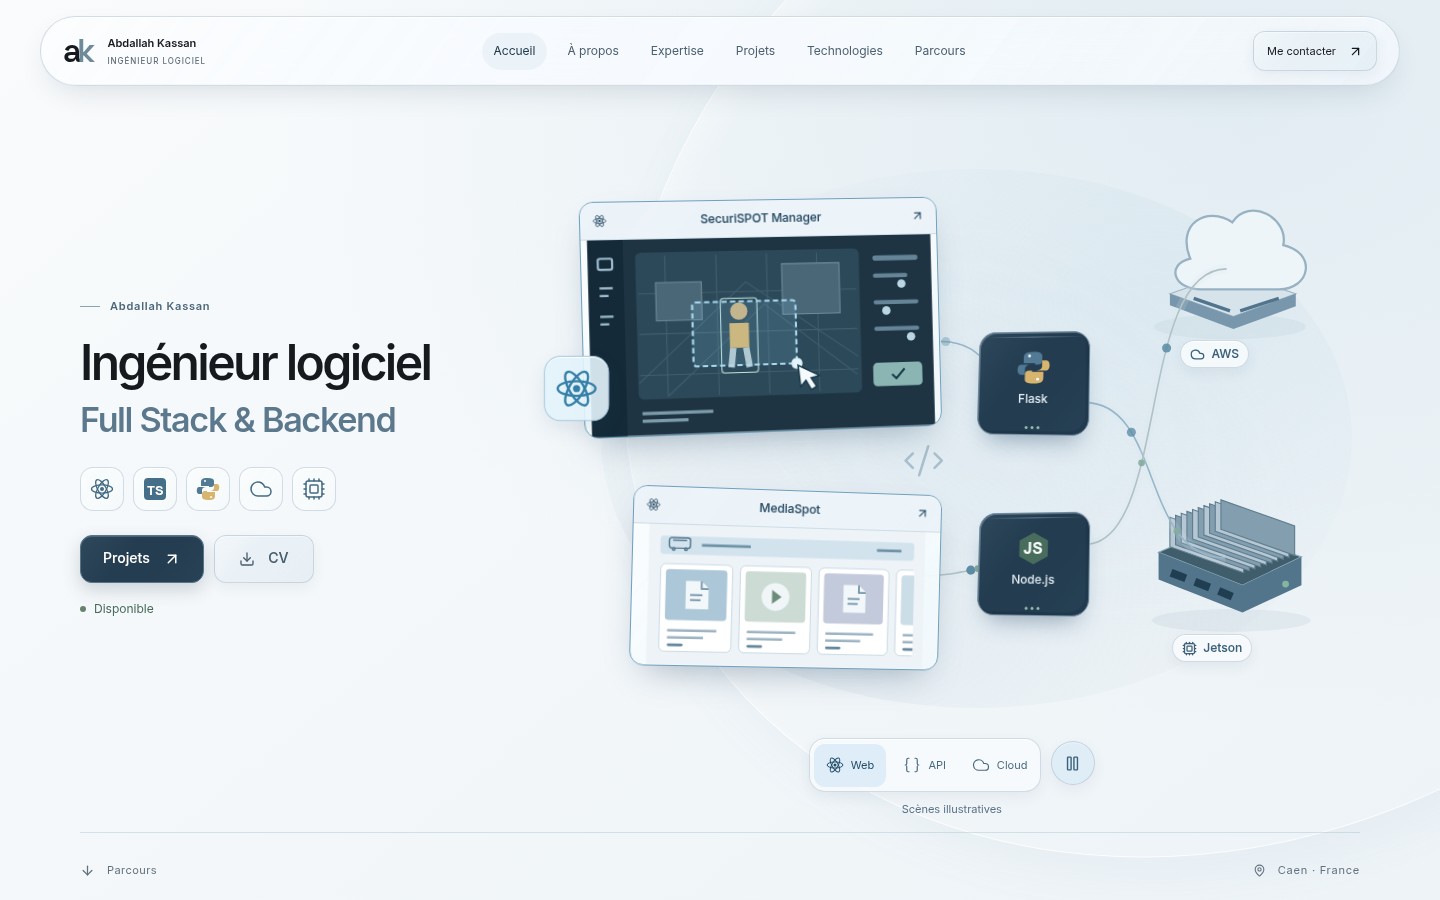 ak
Abdallah Kassan
INGÉNIEUR LOGICIEL
Accueil
À propos
Expertise
Projets
Technologies
Parcours
Me contacter
Abdallah Kassan
Ingénieur logiciel
Full Stack & Backend
TS
Projets
CV
Disponible
SecuriSPOT Manager
Flask
AWS
</>
MediaSpot
JS
Node.js
Jetson
Web
{ } API
Cloud
Scènes illustratives
Parcours
Caen · France